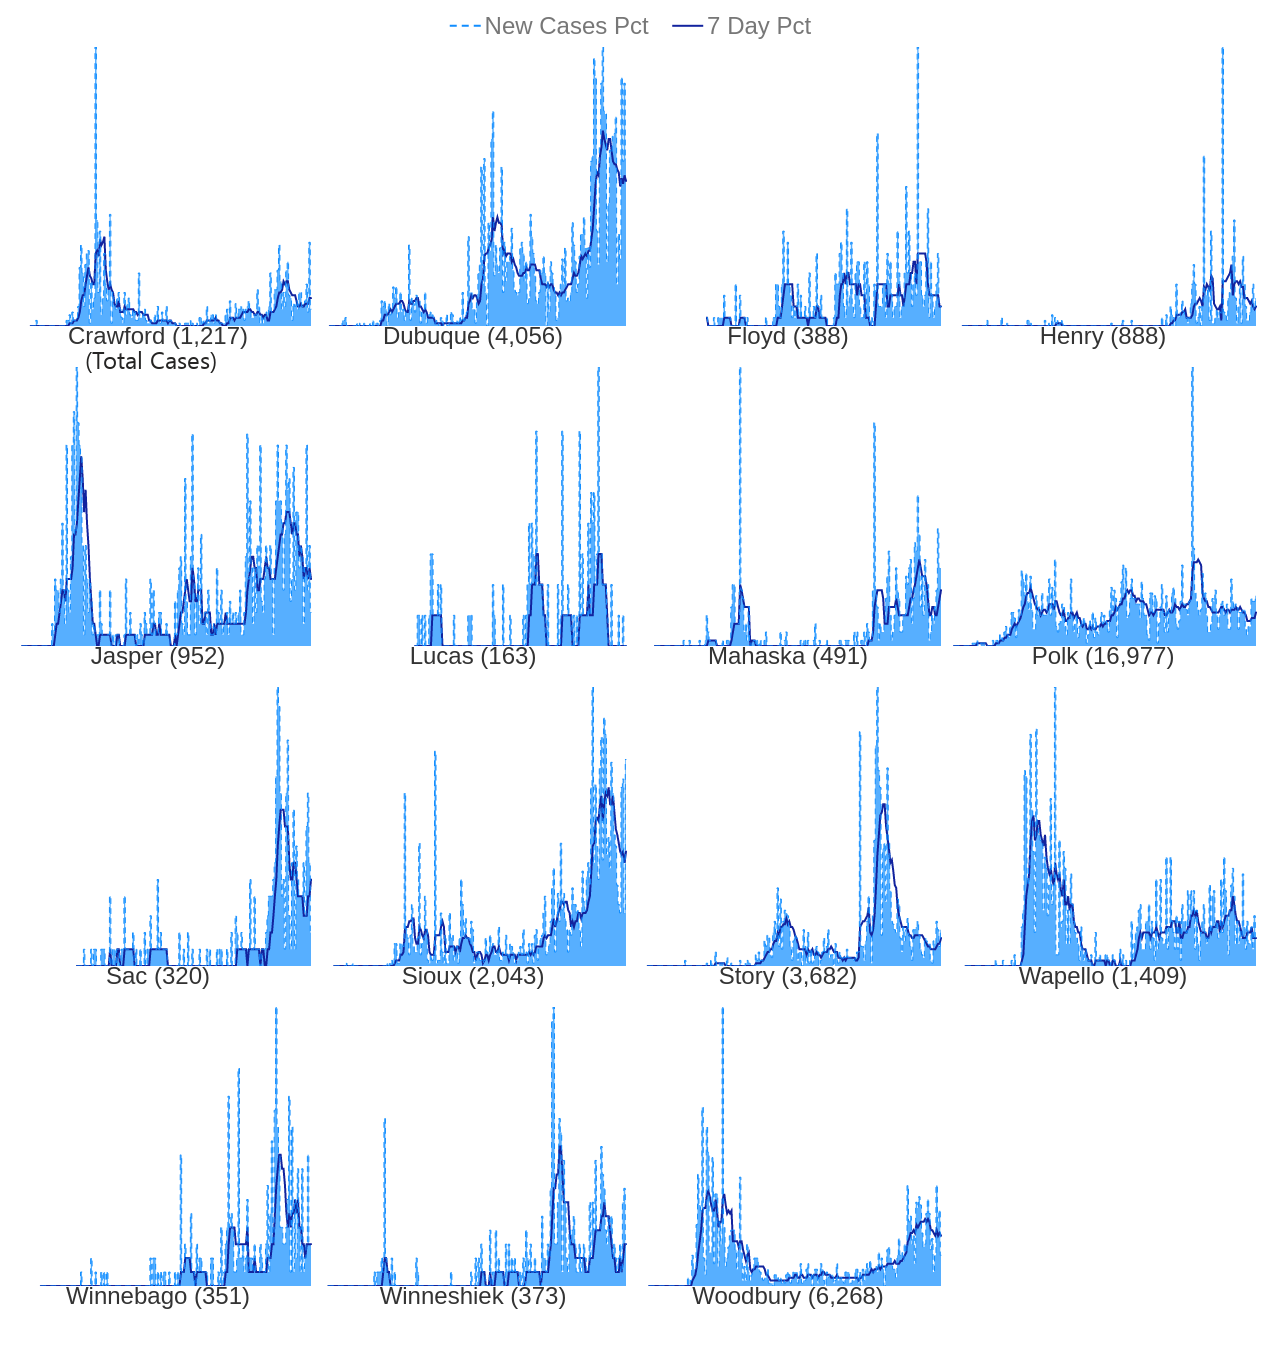 New Cases Pct 7 Day Pct
Crawford (1,217) Dubuque (4,056) Floyd (388) Henry (888)
(Total Cases)
Jasper (952) Lucas (163) Mahaska (491) Polk (16,977)
Sac (320) Sioux (2,043) Story (3,682) Wapello (1,409)
Winnebago (351) Winneshiek (373) Woodbury (6,268)